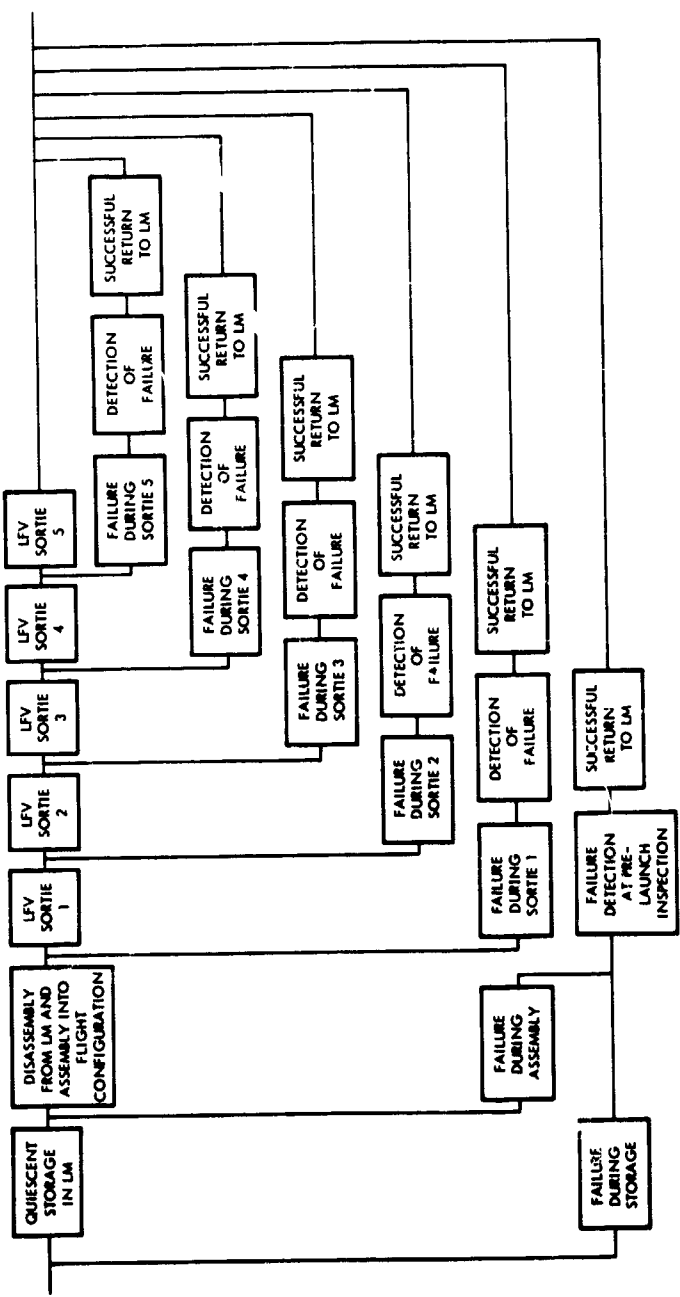 QUIESCENT
STORAGE
IN LM
DISASSEMBLY
FROM LM AND
ASSEMBLY INTO
FLIGHT
CONFIGURATION
LFV
SORTIE
1
LFV
SORTIE
2
LFV
SORTIE
3
LFV
SORTIE
4
LFV
SORTIE
5
FAILURE
DURING
SORTIE 5
DETECTION
OF
FAILURE
SUCCESSFUL
RETURN
TO LM
FAILURE
DURING
SORTIE 4
DETECTION
OF
FAILURE
SUCCESSFUL
RETURN
TO LM
FAILURE
DURING
SORTIE 3
DETECTION
OF
FAILURE
SUCCESSFUL
RETURN
TO LM
FAILURE
DURING
SORTIE 2
DETECTION
OF
FAILURE
SUCCESSFUL
RETURN
TO LM
FAILURE
DURING
SORTIE 1
DETECTION
OF
FAILURE
SUCCESSFUL
RETURN
TO LM
FAILURE
DURING
ASSEMBLY
FAILURE
DURING
STORAGE
FAILURE
DETECTION
AT PRE-
LAUNCH
INSPECTION
SUCCESSFUL
RETURN
TO LM